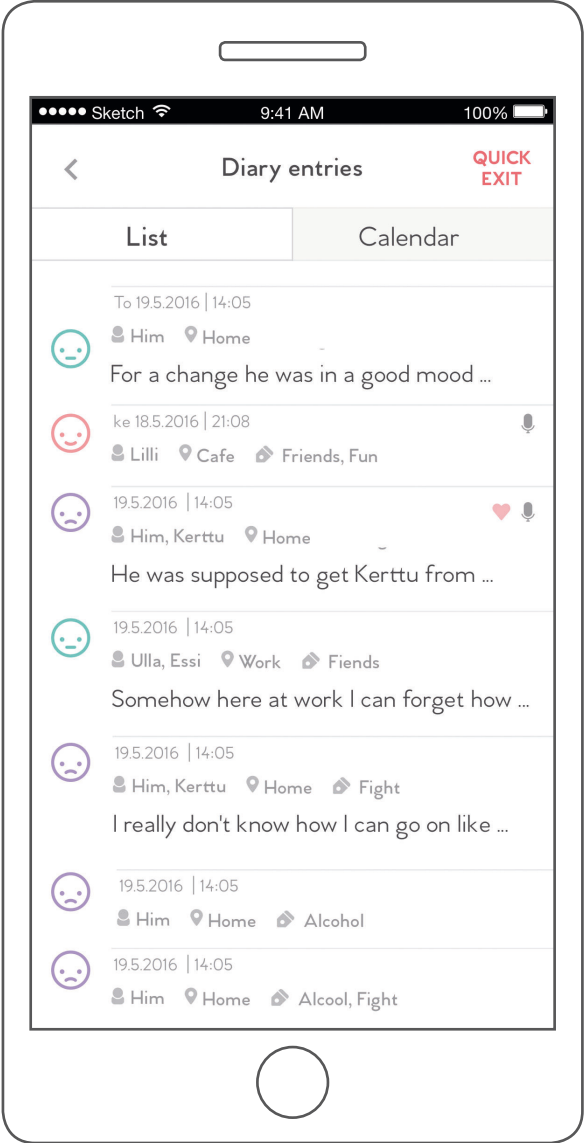 Sketch 9:41 AM 100%
Diary entries
QUICK
EXIT
List Calendar
To 19.5.2016 | 14:05
Him Home
For a change he was in a good mood ...
ke 18.5.2016 | 21:08
Lilli Cafe Friends, Fun
19.5.2016 | 14:05
Him, Kerttu Home
He was supposed to get Kerttu from ...
19.5.2016 | 14:05
Ulla, Essi Work Fiends
Somehow here at work I can forget how ...
19.5.2016 | 14:05
Him, Kerttu Home Fight
I really don't know how I can go on like ...
19.5.2016 | 14:05
Him Home Alcohol
19.5.2016 | 14:05
Him Home Alcool, Fight